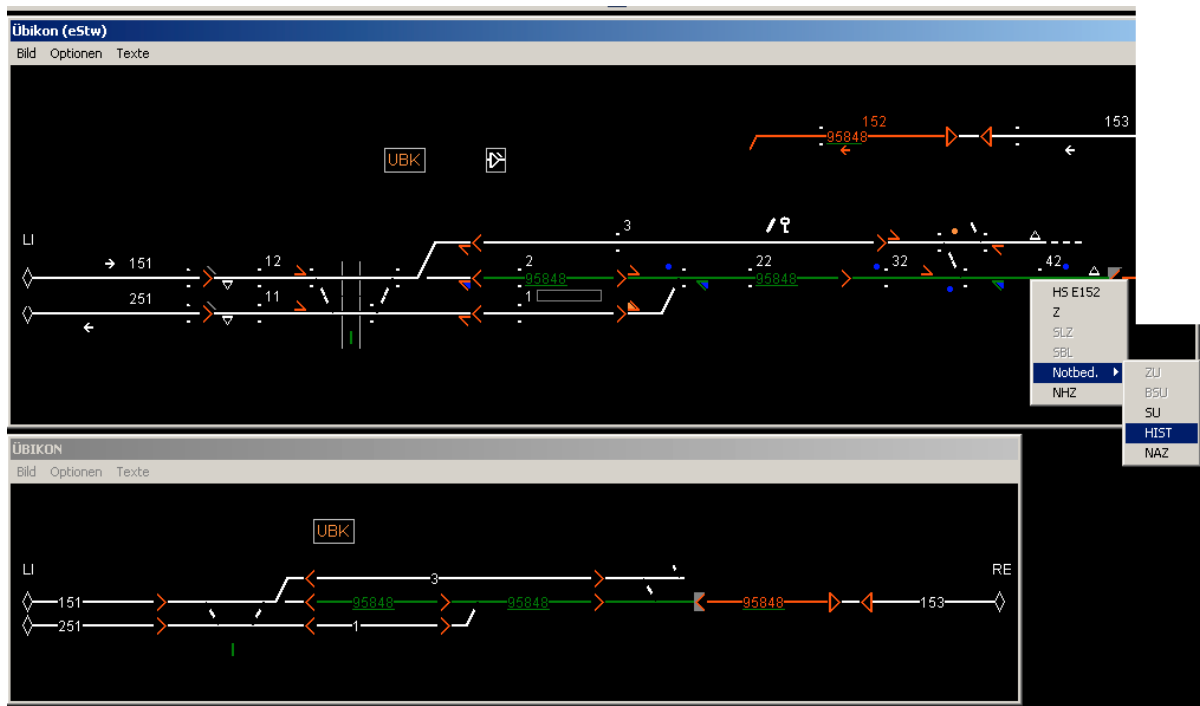 Übikon (eStw)
Bild Optionen Texte
152
153
95848
UBK
3
LI
151
12
2
22
32
42
95848
95848
251
11
1
HS E152
Z
SLZ
SBL
Notbed.
NHZ
ZU
BSU
SU
HIST
NAZ
ÜBIKON
Bild Optionen Texte
UBK
LI
RE
3
151
95848
95848
95848
153
251
1